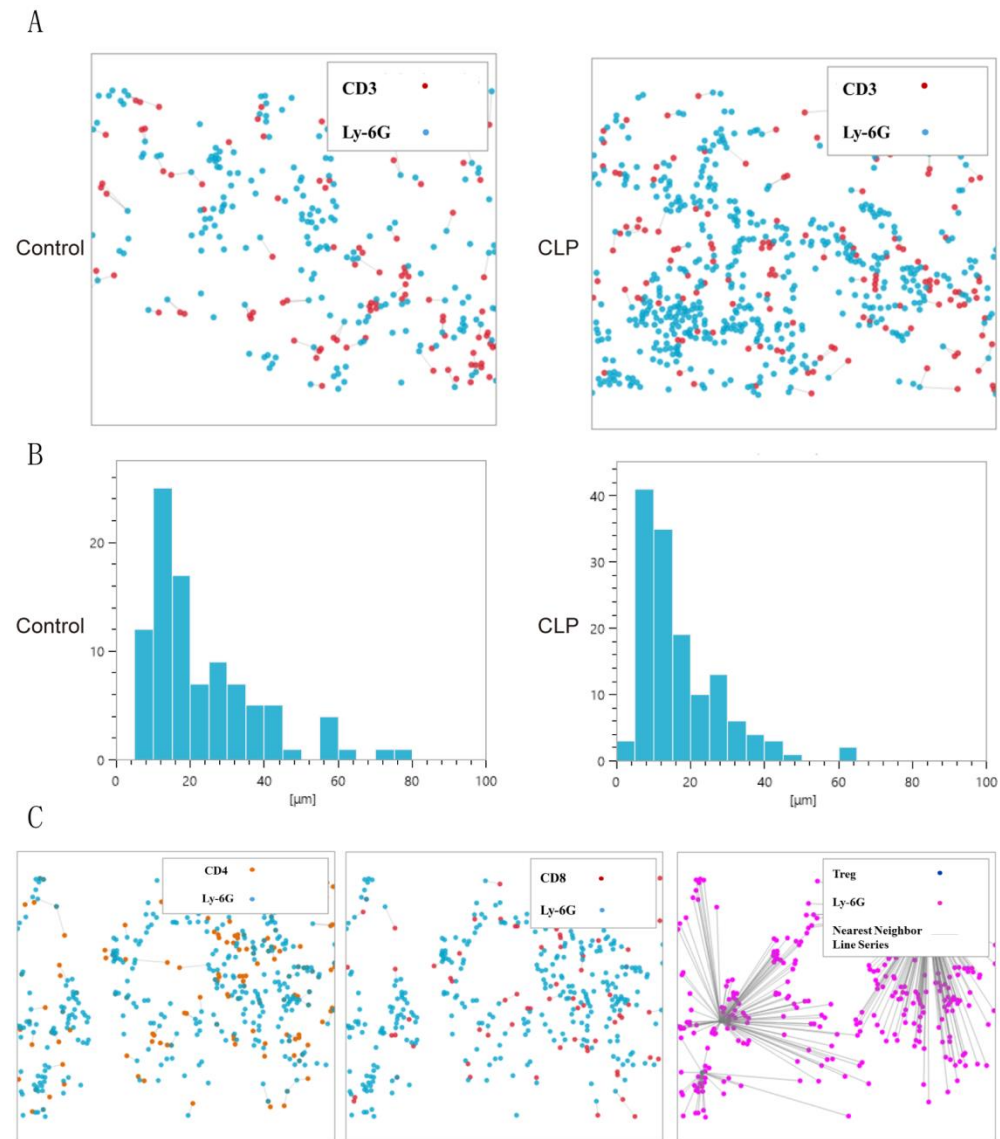 A
CD3
Ly-6G
Control
CD3
Ly-6G
CLP
B
20
10
0
Control
0 20 40 60 80 100
[µm]
40
30
20
10
0
CLP
0 20 40 60 80 100
[µm]
C
CD4
Ly-6G
CD8
Ly-6G
Treg
Ly-6G
Nearest Neighbor
Line Series